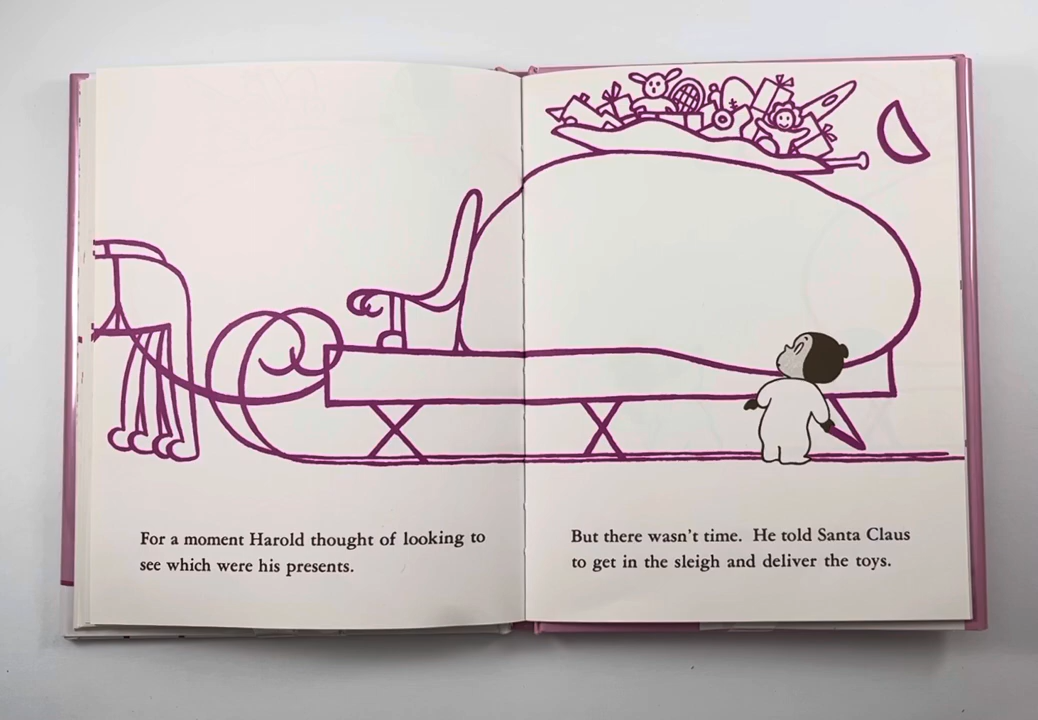 For a moment Harold thought of looking to
see which were his presents.
But there wasn't time. He told Santa Claus
to get in the sleigh and deliver the toys.